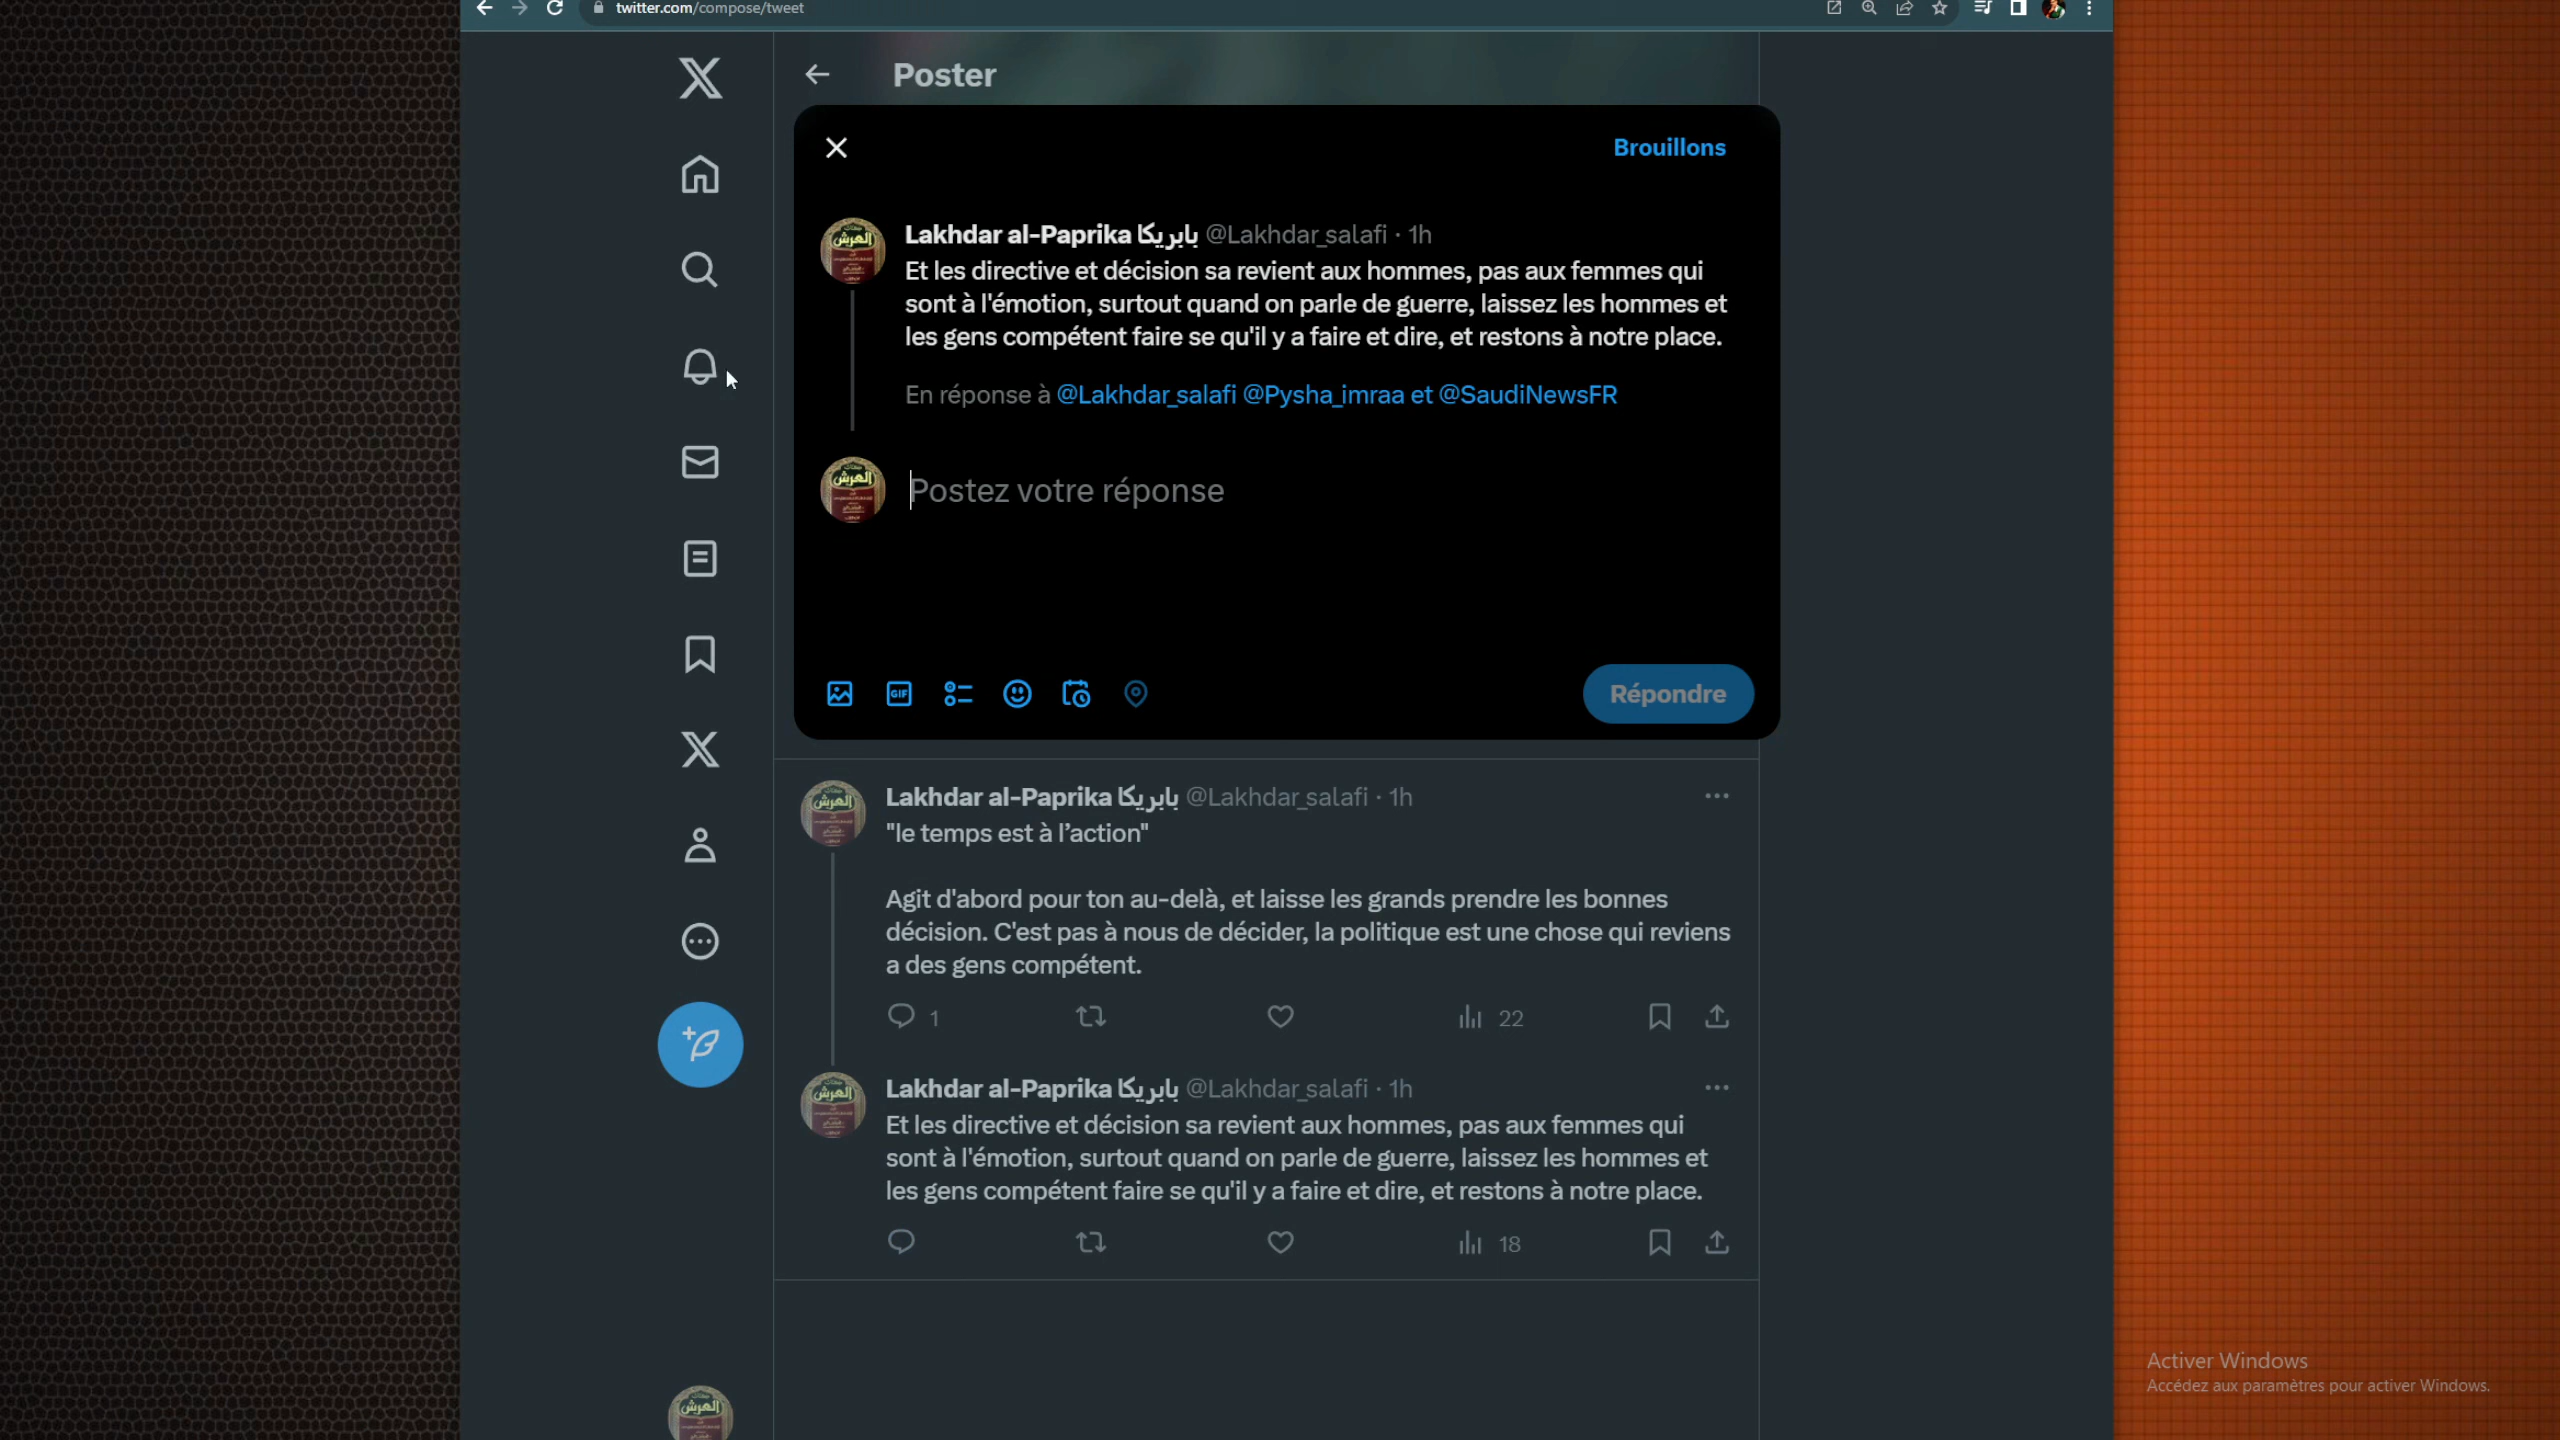 twitter.com/compose/tweet
Poster
Brouillons
Lakhdar al-Paprika بابريكا @Lakhdar_salafi · 1h
Et les directive et décision sa revient aux hommes, pas aux femmes qui
sont à l'émotion, surtout quand on parle de guerre, laissez les hommes et
les gens compétent faire se qu'il y a faire et dire, et restons à notre place.
En réponse à @Lakhdar_salafi @Pysha_imraa et @SaudiNewsFR
العرش
Postez votre réponse
GIF
Répondre
Lakhdar al-Paprika بابريكا @Lakhdar_salafi · 1h
"le temps est à l’action"
Agit d'abord pour ton au-delà, et laisse les grands prendre les bonnes
décision. C'est pas à nous de décider, la politique est une chose qui reviens
a des gens compétent.
1
22
Lakhdar al-Paprika بابريكا @Lakhdar_salafi · 1h
Et les directive et décision sa revient aux hommes, pas aux femmes qui
sont à l'émotion, surtout quand on parle de guerre, laissez les hommes et
les gens compétent faire se qu'il y a faire et dire, et restons à notre place.
18
Activer Windows
Accédez aux paramètres pour activer Windows.